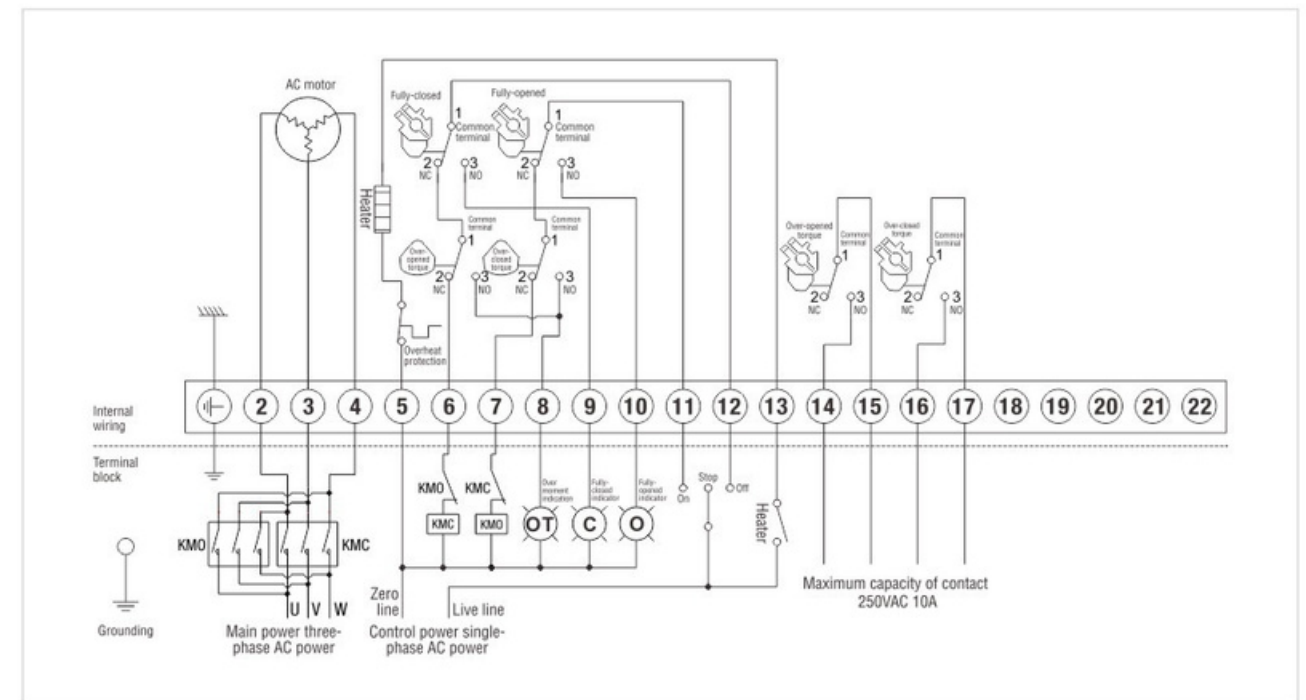 AC motor
Fully-closed
Fully-opened
1
Common
terminal
1
Common
terminal
2
NC
3
NO
2
NC
3
NO
Heater
Common
terminal
1
Common
terminal
1
Over-
opened
torque
2
NC
3
NO
Over-
closed
torque
2
NC
3
NO
Over-opened
torque
Common
terminal
1
2
NC
3
NO
Over-closed
torque
Common
terminal
1
2
NC
3
NO
Overheat
protection
Internal
wiring
2 3 4 5 6 7 8 9 10 11 12 13 14 15 16 17 18 19 20 21 22
Terminal
block
KMO
KMC
KMC
KMO
Over
moment
indication
OT
Fully-
closed
indicator
C
Fully-
opened
indicator
O
On
Stop
Off
Heater
KMO
KMC
U V W
Zero
line
Live line
Grounding
Main power three-
phase AC power
Control power single-
phase AC power
Maximum capacity of contact
250VAC 10A